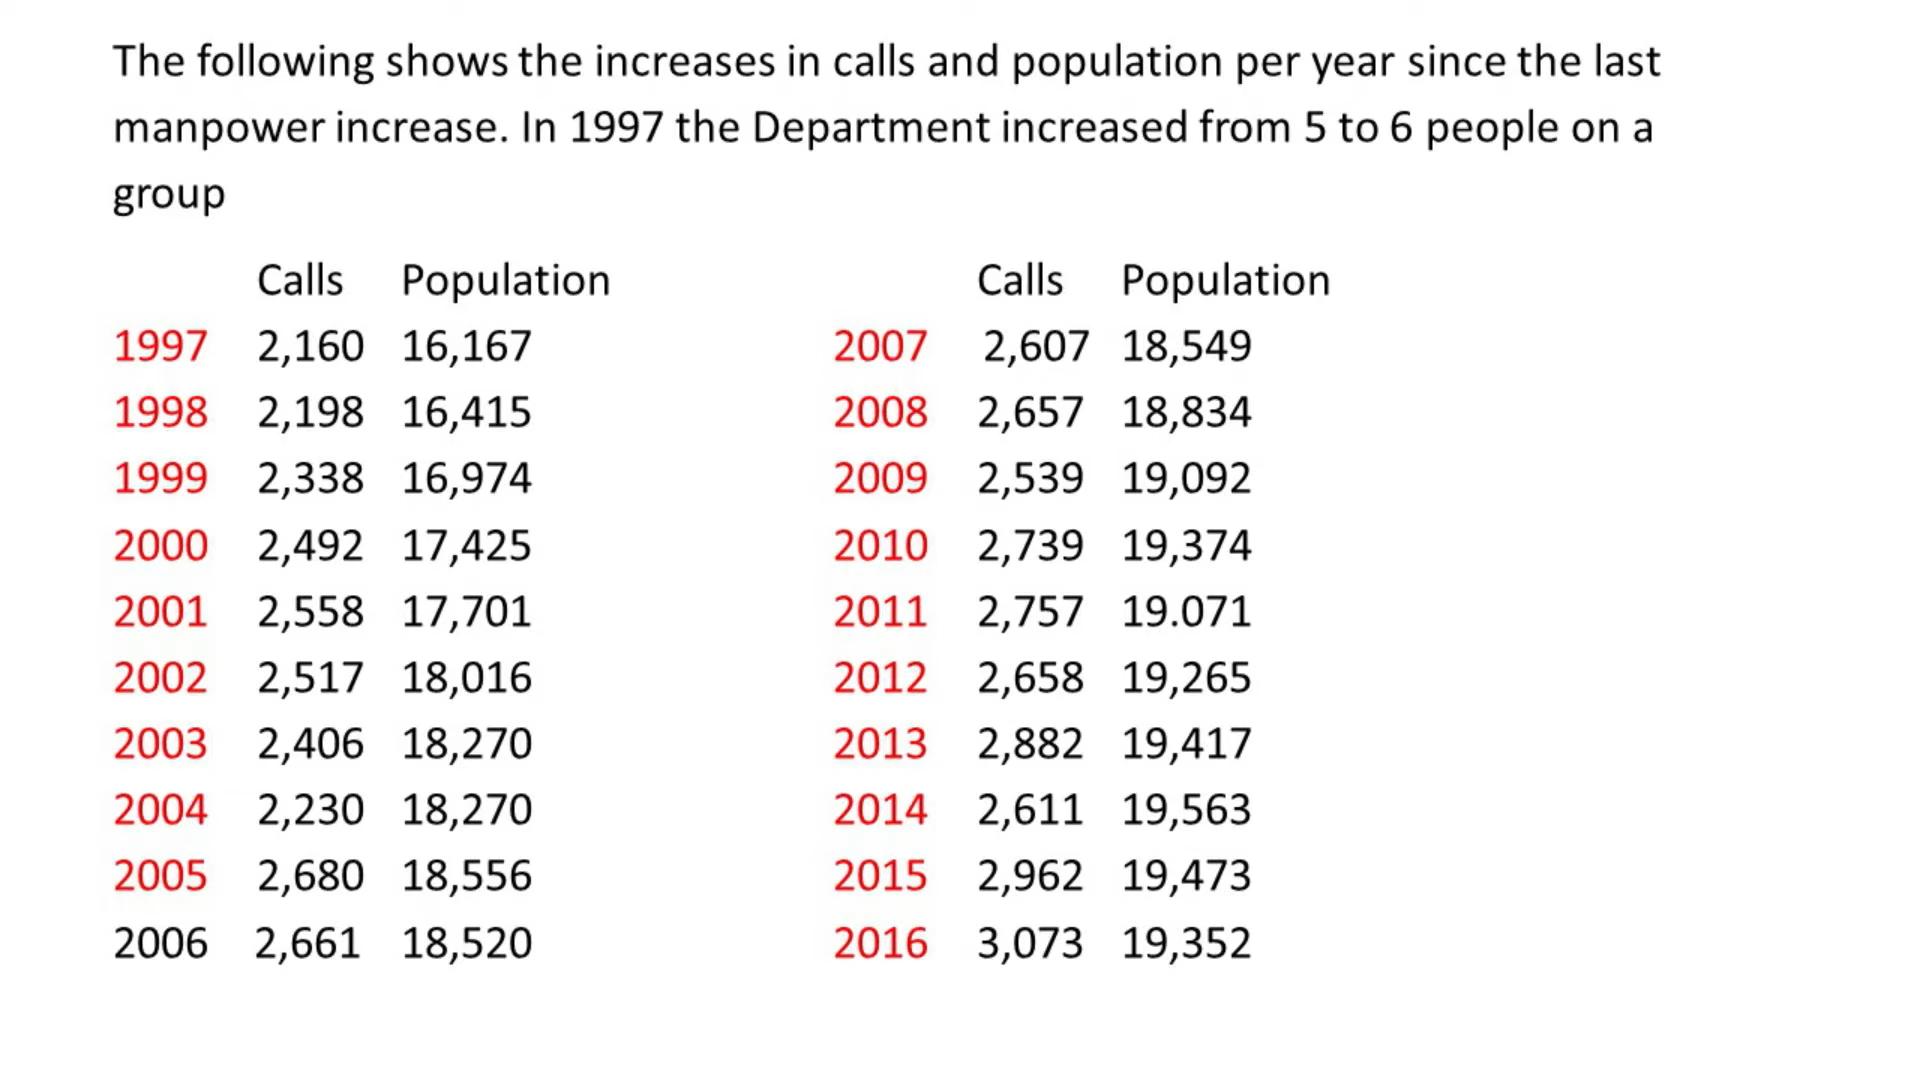 The following shows the increases in calls and population per year since the last
manpower increase. In 1997 the Department increased from 5 to 6 people on a
group
Calls Population Calls Population
1997 2,160 16,167 2007 2,607 18,549
1998 2,198 16,415 2008 2,657 18,834
1999 2,338 16,974 2009 2,539 19,092
2000 2,492 17,425 2010 2,739 19,374
2001 2,558 17,701 2011 2,757 19.071
2002 2,517 18,016 2012 2,658 19,265
2003 2,406 18,270 2013 2,882 19,417
2004 2,230 18,270 2014 2,611 19,563
2005 2,680 18,556 2015 2,962 19,473
2006 2,661 18,520 2016 3,073 19,352